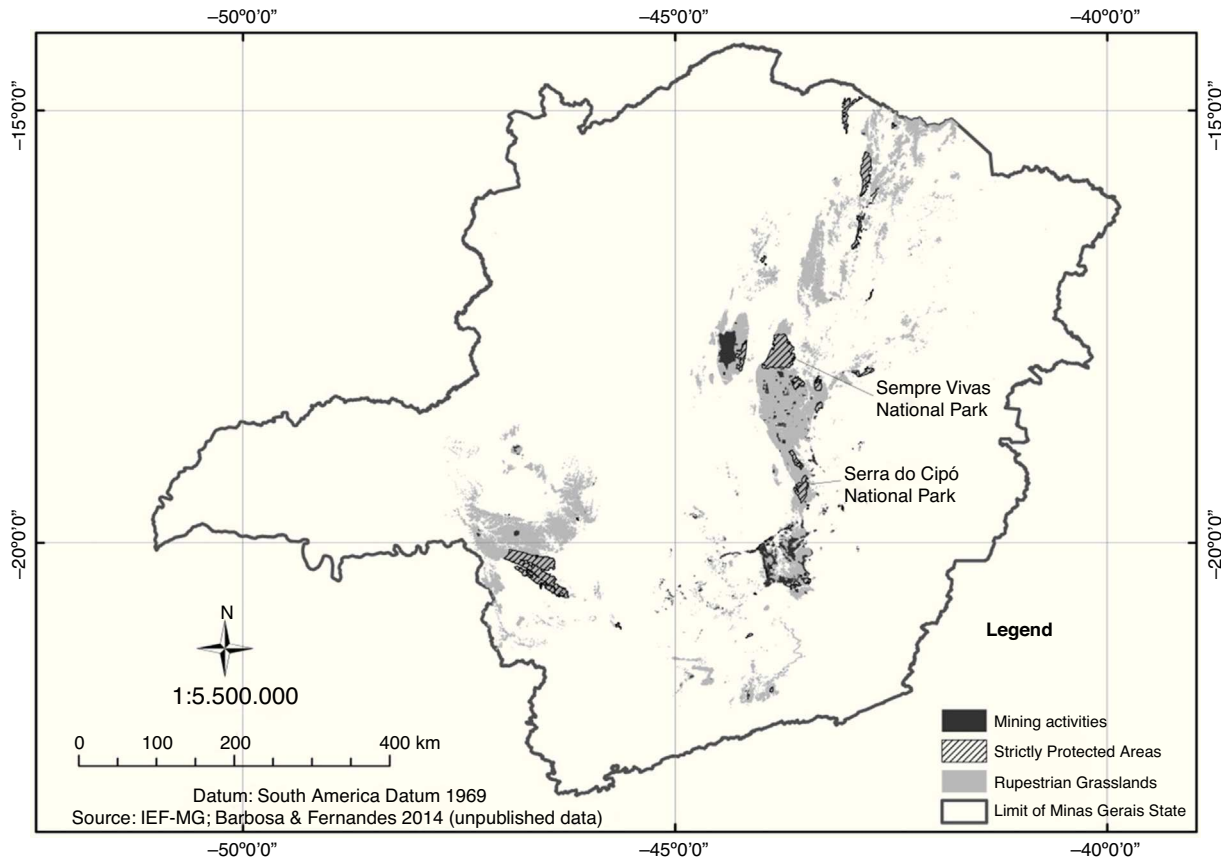 –50º0'0" –45º0'0" –40º0'0"
–15º0'0" –15º0'0"
Sempre Vivas
National Park
Serra do Cipó
National Park
–20º0'0" –20º0'0"
N
1:5.500.000
0 100 200 400 km
Datum: South America Datum 1969
Source: IEF-MG; Barbosa & Fernandes 2014 (unpublished data)
Legend
Mining activities
Strictly Protected Areas
Rupestrian Grasslands
Limit of Minas Gerais State
–50º0'0" –45º0'0" –40º0'0"